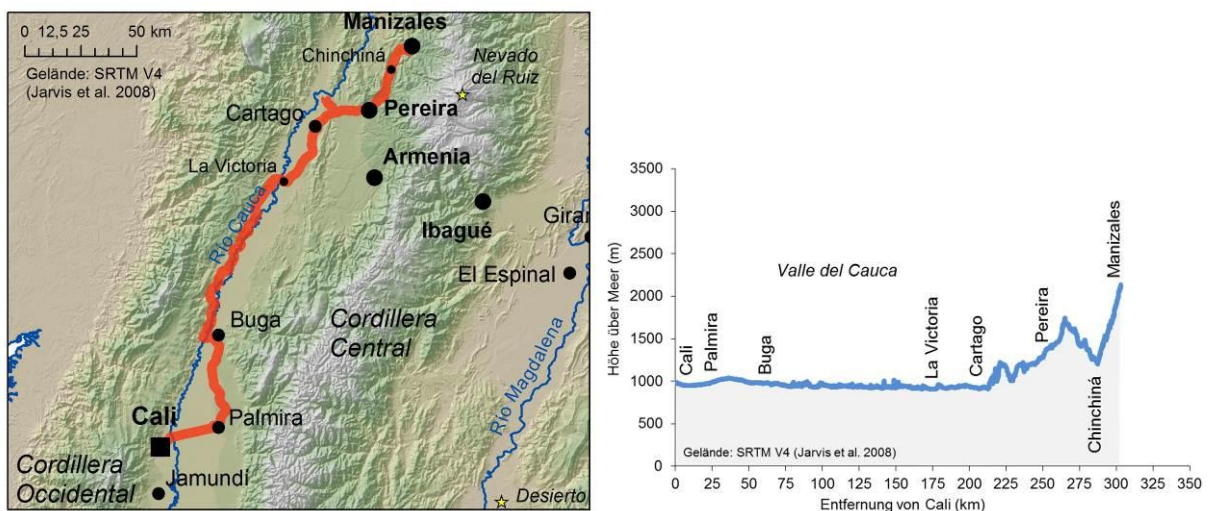 0 12,5 25 50 km
Gelände: SRTM V4
(Jarvis et al. 2008)
Manizales
Chinchiná
Nevado
del Ruiz
Cartago
Pereira
La Victoria
Armenia
Río Cauca
Ibagué
Girar
El Espinal
Buga
Cordillera
Central
Río Magdalena
Cali
Palmira
Cordillera
Occidental
Jamundi
Desierto
Höhe über Meer (m)
3500
3000
2500
2000
1500
1000
500
0
Valle del Cauca
Cali
Palmira
Buga
La Victoria
Cartago
Pereira
Chinchiná
Manizales
Gelände: SRTM V4 (Jarvis et al. 2008)
0 25 50 75 100 125 150 175 200 225 250 275 300 325 350
Entfernung von Cali (km)